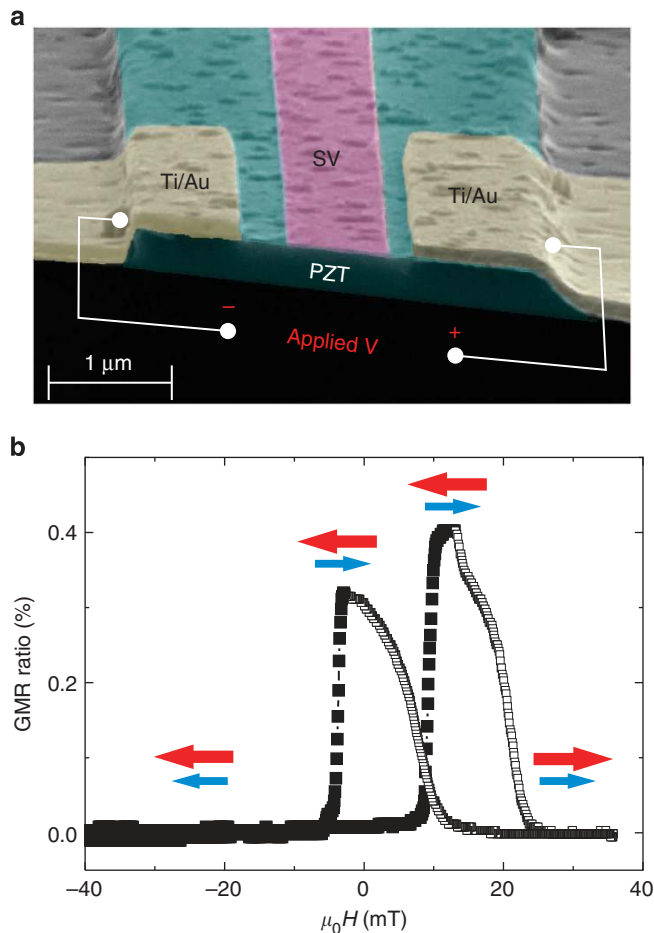 a
Ti/Au
SV
Ti/Au
PZT
−
+
Applied V
1 μm
b
GMR ratio (%)
0.4
0.2
0.0
−40
−20
0
20
40
μ₀H (mT)